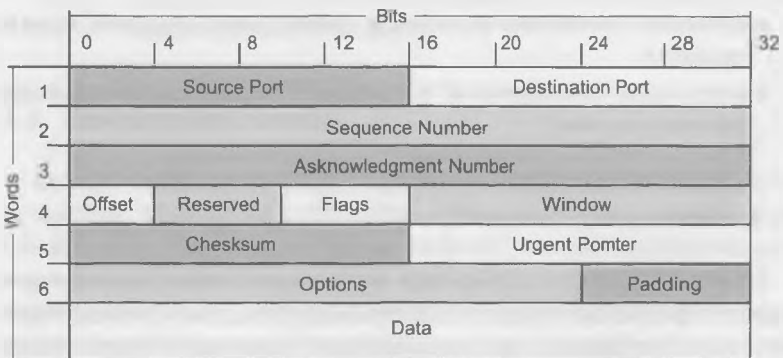 Bits
0 4 8 12 16 20 24 28 32
Words
1 Source Port Destination Port
2 Sequence Number
3 Asknowledgment Number
4 Offset Reserved Flags Window
5 Chesksum Urgent Pomter
6 Options Padding
Data